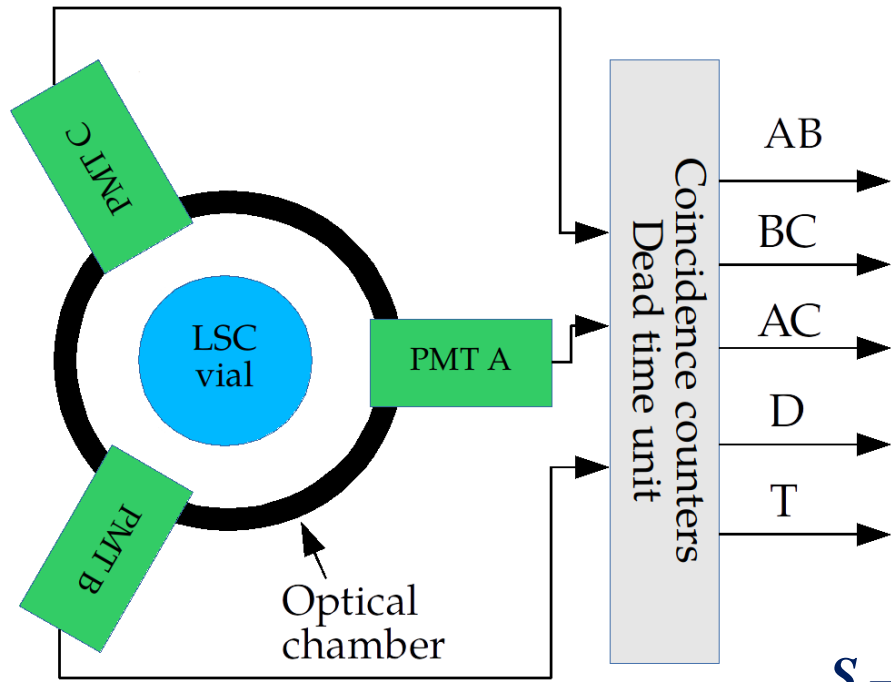 PMT C
LSC
vial
PMT A
PMT B
Optical
chamber
Coincidence counters
Dead time unit
AB
BC
AC
D
T